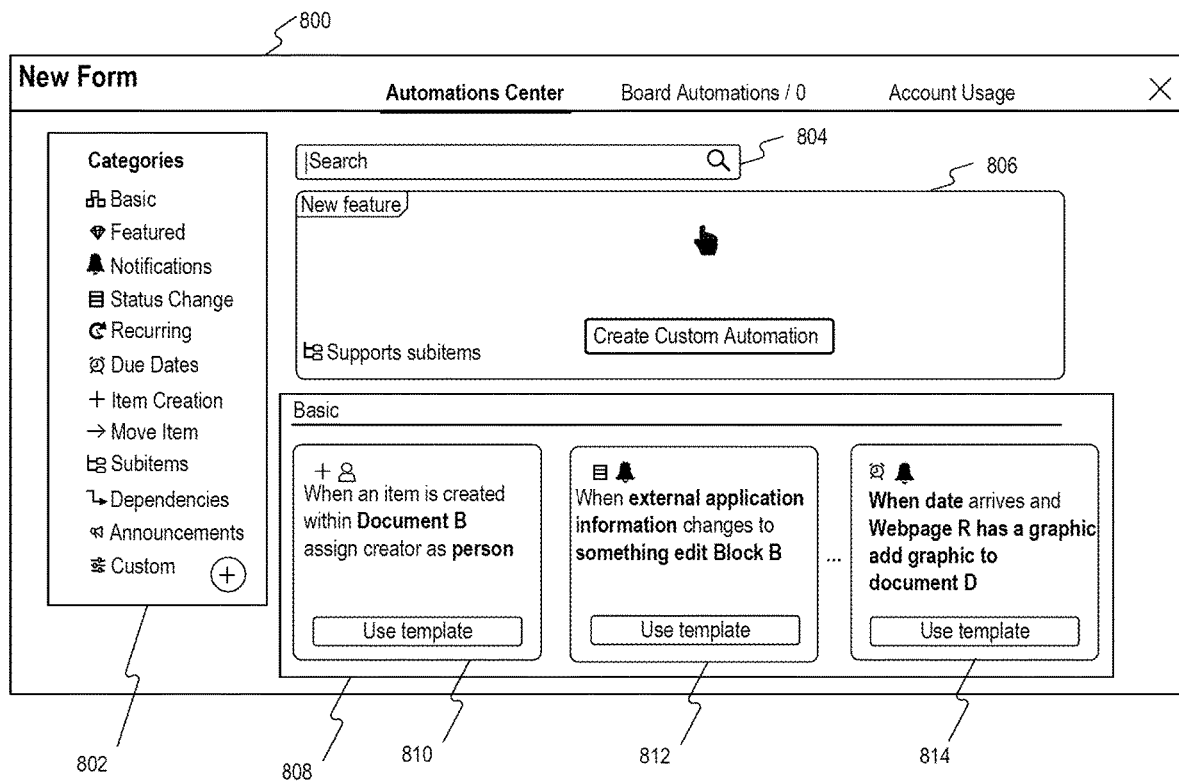 800
New Form
Automations Center
Board Automations / 0
Account Usage
Categories
Basic
Featured
Notifications
Status Change
Recurring
Due Dates
Item Creation
Move Item
Subitems
Dependencies
Announcements
Custom
Search
804
806
New feature
Create Custom Automation
Supports subitems
Basic
When an item is created
within Document B
assign creator as person
Use template
When external application
information changes to
something edit Block B
Use template
...
When date arrives and
Webpage R has a graphic
add graphic to
document D
Use template
802
808
810
812
814